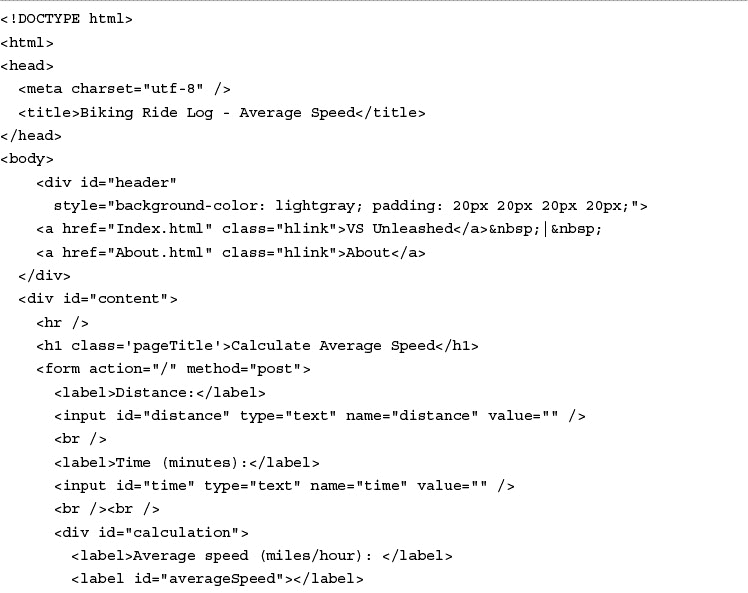 <!DOCTYPE html>
<html>
<head>
  <meta charset="utf-8" />
  <title>Biking Ride Log - Average Speed</title>
</head>
<body>
    <div id="header"
      style="background-color: lightgray; padding: 20px 20px 20px 20px;">
    <a href="Index.html" class="hlink">VS Unleashed</a>&nbsp;|&nbsp;
    <a href="About.html" class="hlink">About</a>
  </div>
  <div id="content">
    <hr />
    <h1 class='pageTitle'>Calculate Average Speed</h1>
    <form action="/" method="post">
      <label>Distance:</label>
      <input id="distance" type="text" name="distance" value="" />
      <br />
      <label>Time (minutes):</label>
      <input id="time" type="text" name="time" value="" />
      <br /><br />
      <div id="calculation">
        <label>Average speed (miles/hour): </label>
        <label id="averageSpeed"></label>